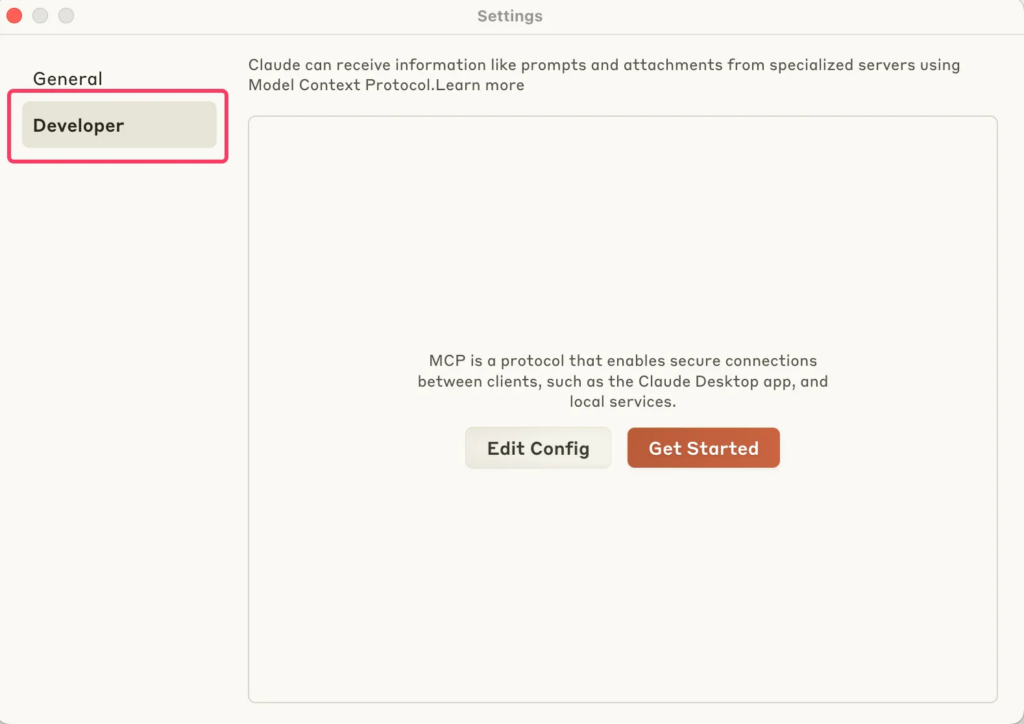 Settings
General
Developer
Claude can receive information like prompts and attachments from specialized servers using
Model Context Protocol.Learn more
MCP is a protocol that enables secure connections
between clients, such as the Claude Desktop app, and
local services.
Edit Config
Get Started